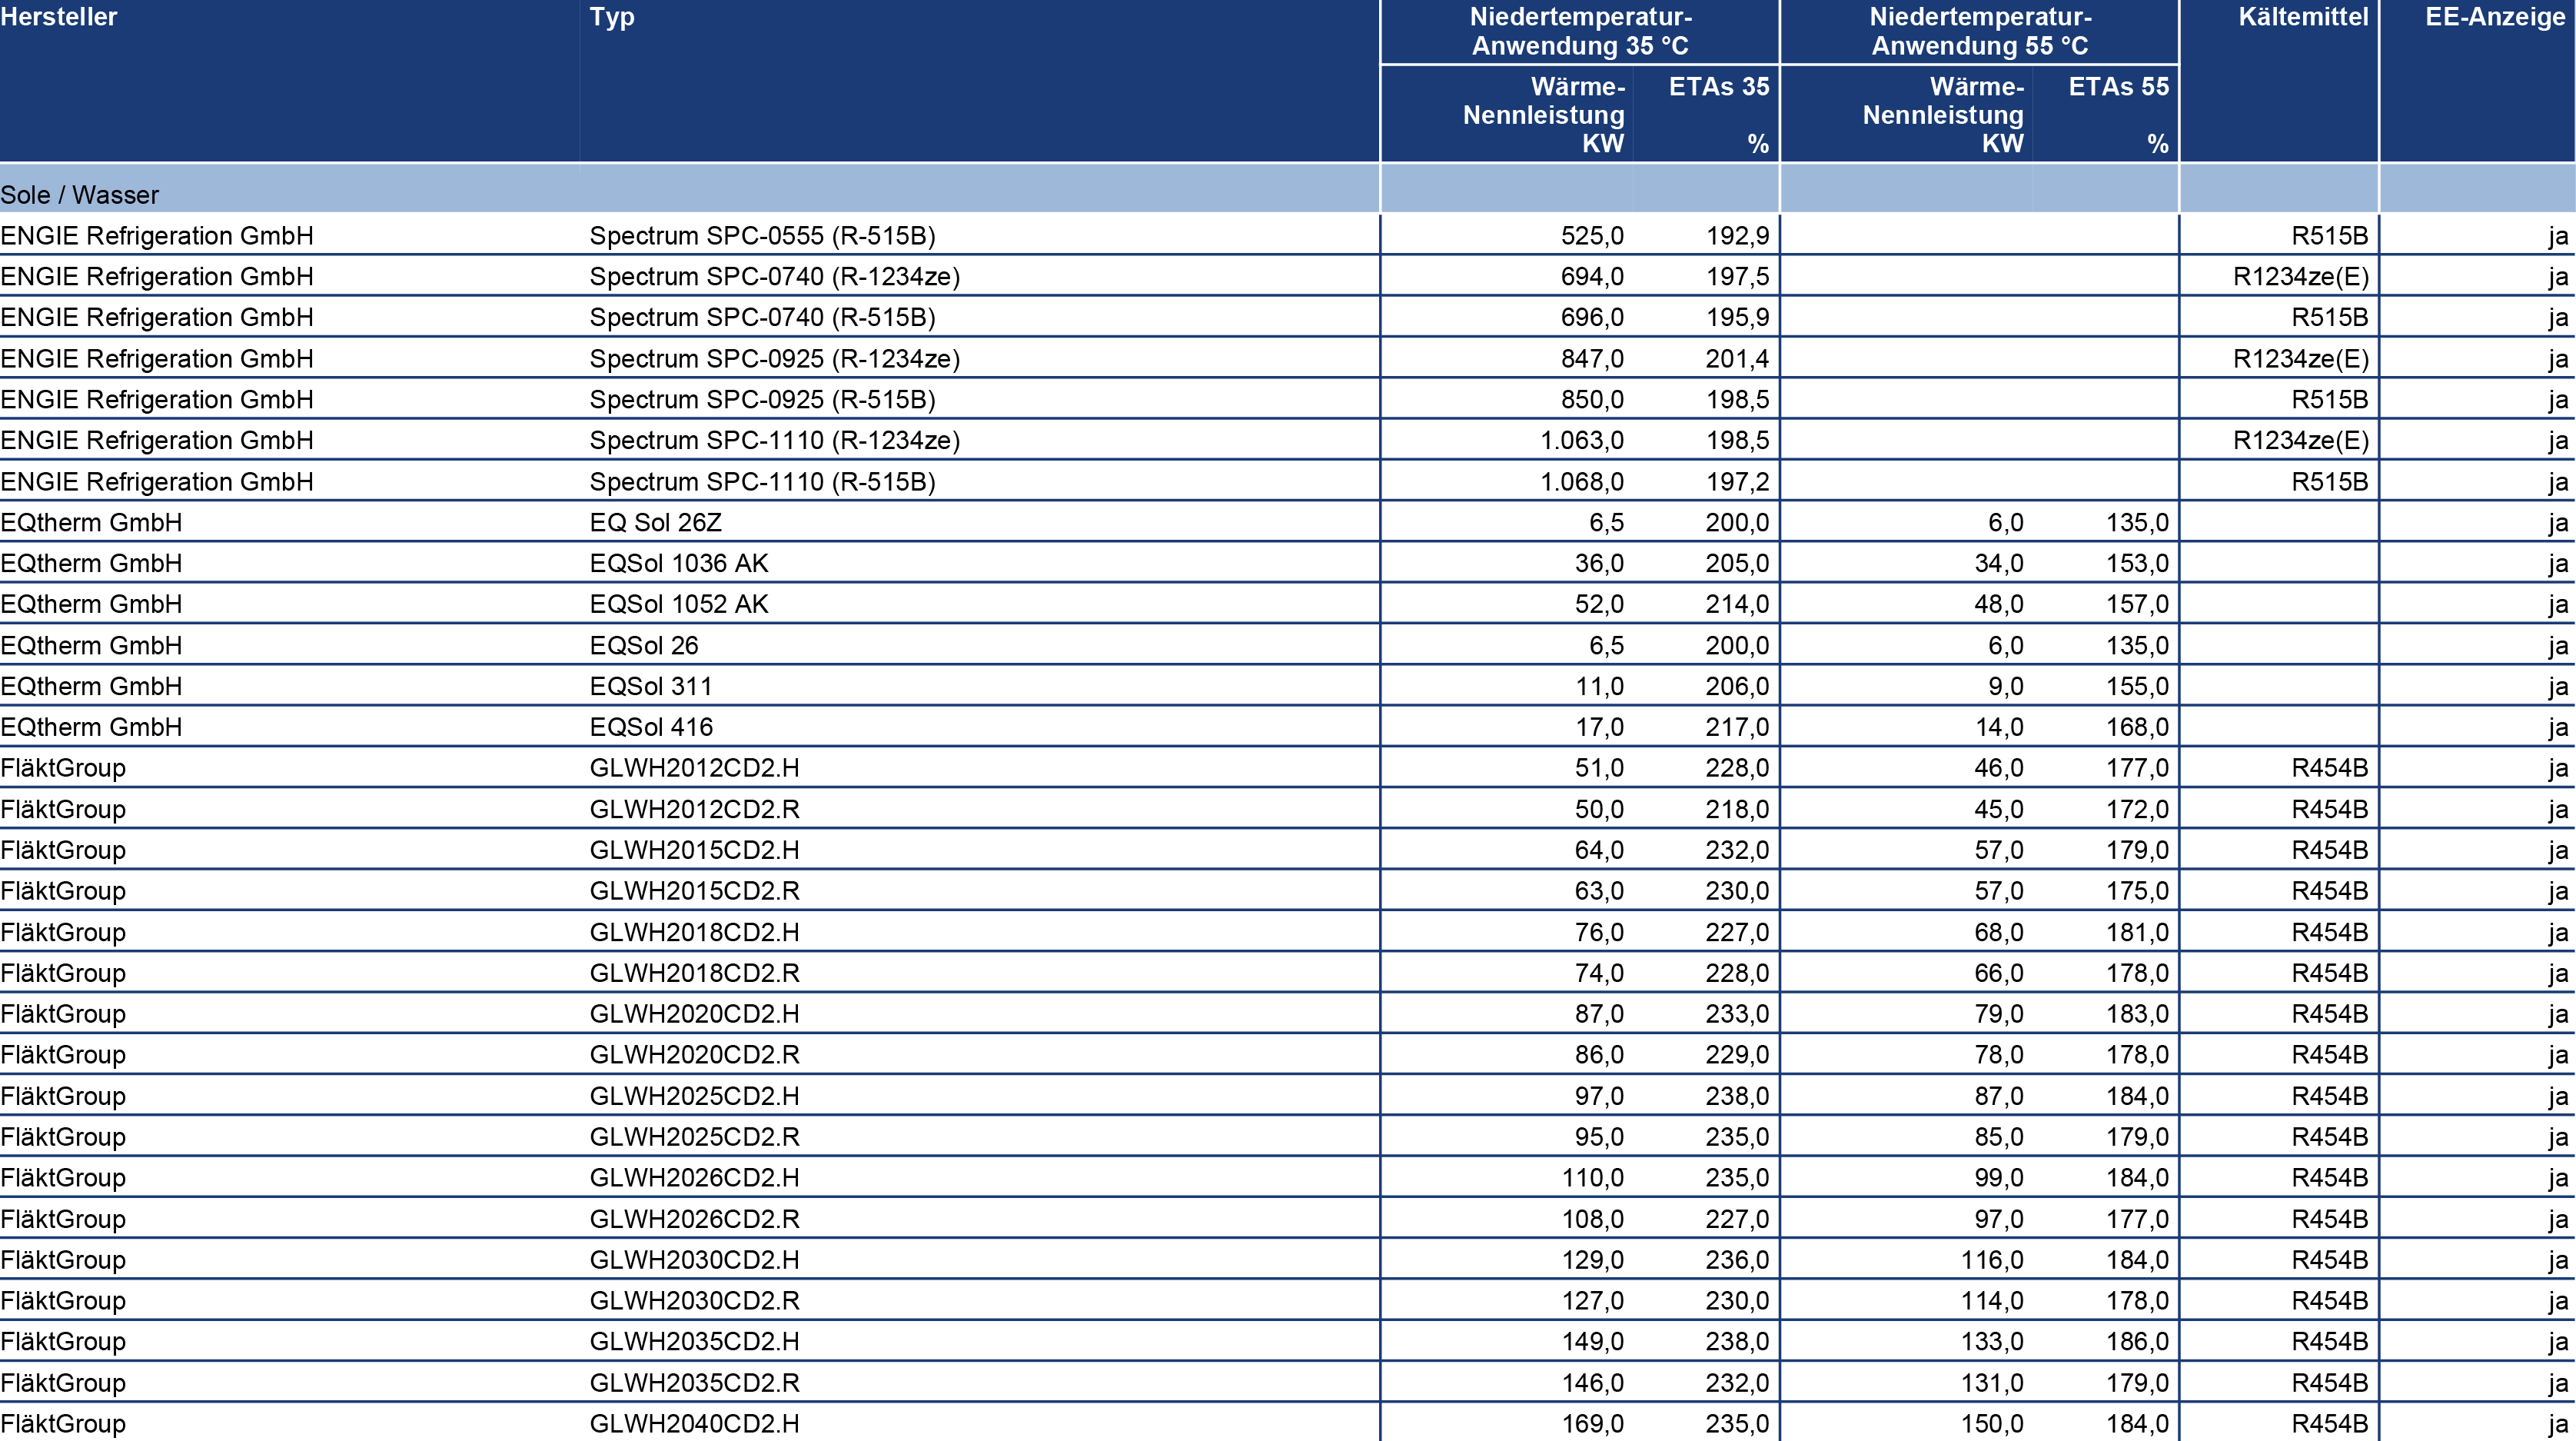 Hersteller Typ Niedertemperatur- Niedertemperatur- Kältemittel EE-Anzeige
Anwendung 35 °C Anwendung 55 °C
Wärme- ETAs 35 Wärme- ETAs 55
Nennleistung Nennleistung
KW % KW %
Sole / Wasser
ENGIE Refrigeration GmbH Spectrum SPC-0555 (R-515B) 525,0 192,9 R515B ja
ENGIE Refrigeration GmbH Spectrum SPC-0740 (R-1234ze) 694,0 197,5 R1234ze(E) ja
ENGIE Refrigeration GmbH Spectrum SPC-0740 (R-515B) 696,0 195,9 R515B ja
ENGIE Refrigeration GmbH Spectrum SPC-0925 (R-1234ze) 847,0 201,4 R1234ze(E) ja
ENGIE Refrigeration GmbH Spectrum SPC-0925 (R-515B) 850,0 198,5 R515B ja
ENGIE Refrigeration GmbH Spectrum SPC-1110 (R-1234ze) 1.063,0 198,5 R1234ze(E) ja
ENGIE Refrigeration GmbH Spectrum SPC-1110 (R-515B) 1.068,0 197,2 R515B ja
EQtherm GmbH EQ Sol 26Z 6,5 200,0 6,0 135,0 ja
EQtherm GmbH EQSol 1036 AK 36,0 205,0 34,0 153,0 ja
EQtherm GmbH EQSol 1052 AK 52,0 214,0 48,0 157,0 ja
EQtherm GmbH EQSol 26 6,5 200,0 6,0 135,0 ja
EQtherm GmbH EQSol 311 11,0 206,0 9,0 155,0 ja
EQtherm GmbH EQSol 416 17,0 217,0 14,0 168,0 ja
FläktGroup GLWH2012CD2.H 51,0 228,0 46,0 177,0 R454B ja
FläktGroup GLWH2012CD2.R 50,0 218,0 45,0 172,0 R454B ja
FläktGroup GLWH2015CD2.H 64,0 232,0 57,0 179,0 R454B ja
FläktGroup GLWH2015CD2.R 63,0 230,0 57,0 175,0 R454B ja
FläktGroup GLWH2018CD2.H 76,0 227,0 68,0 181,0 R454B ja
FläktGroup GLWH2018CD2.R 74,0 228,0 66,0 178,0 R454B ja
FläktGroup GLWH2020CD2.H 87,0 233,0 79,0 183,0 R454B ja
FläktGroup GLWH2020CD2.R 86,0 229,0 78,0 178,0 R454B ja
FläktGroup GLWH2025CD2.H 97,0 238,0 87,0 184,0 R454B ja
FläktGroup GLWH2025CD2.R 95,0 235,0 85,0 179,0 R454B ja
FläktGroup GLWH2026CD2.H 110,0 235,0 99,0 184,0 R454B ja
FläktGroup GLWH2026CD2.R 108,0 227,0 97,0 177,0 R454B ja
FläktGroup GLWH2030CD2.H 129,0 236,0 116,0 184,0 R454B ja
FläktGroup GLWH2030CD2.R 127,0 230,0 114,0 178,0 R454B ja
FläktGroup GLWH2035CD2.H 149,0 238,0 133,0 186,0 R454B ja
FläktGroup GLWH2035CD2.R 146,0 232,0 131,0 179,0 R454B ja
FläktGroup GLWH2040CD2.H 169,0 235,0 150,0 184,0 R454B ja